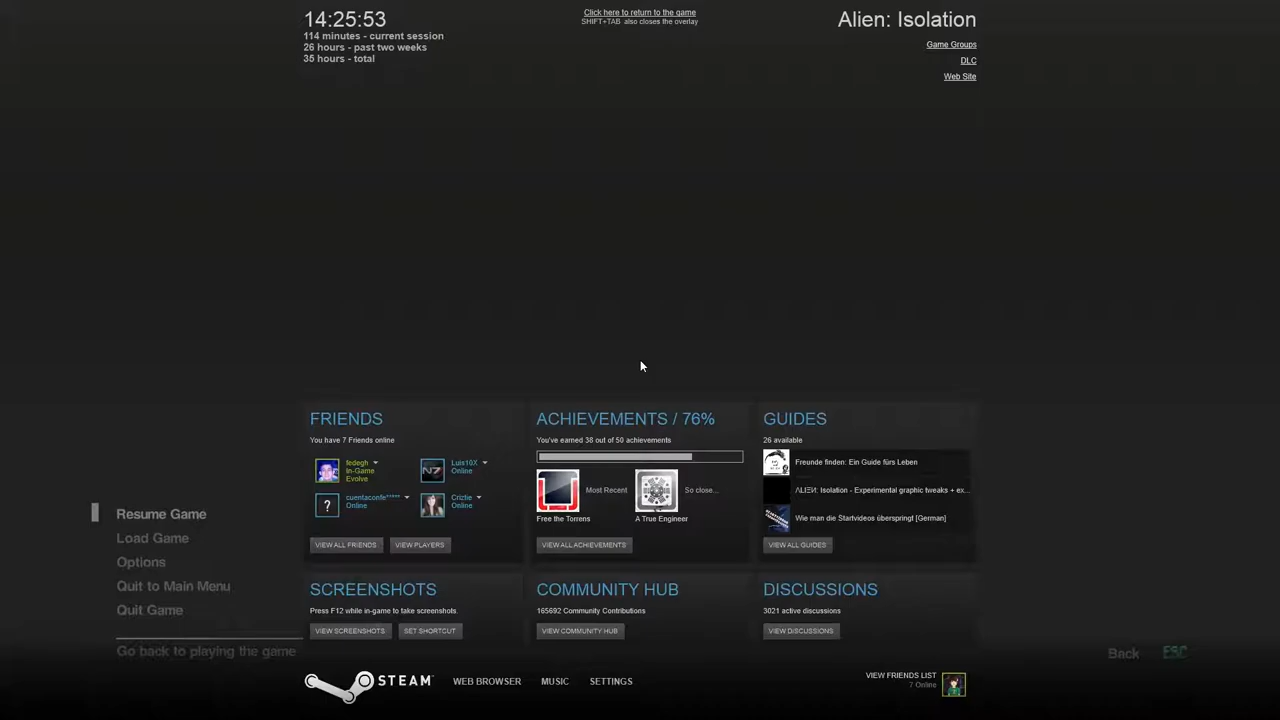 14:25:53
114 minutes - current session
26 hours - past two weeks
35 hours - total
Click here to return to the game
SHIFT+TAB also closes the overlay
Alien: Isolation
Game Groups
DLC
Web Site
FRIENDS
You have 7 Friends online
fedegh
In-Game
Evolve
Luis10X
Online
cuentaconfe*****
Online
Criztie
Online
VIEW ALL FRIENDS
VIEW PLAYERS
ACHIEVEMENTS / 76%
You've earned 38 out of 50 achievements
Most Recent
So close...
Free the Torrens
A True Engineer
VIEW ALL ACHIEVEMENTS
GUIDES
26 available
Freunde finden: Ein Guide fürs Leben
ΛLIEN: Isolation - Experimental graphic tweaks + ex...
Wie man die Startvideos überspringt [German]
VIEW ALL GUIDES
Resume Game
Load Game
Options
Quit to Main Menu
Quit Game
Go back to playing the game
SCREENSHOTS
Press F12 while in-game to take screenshots.
VIEW SCREENSHOTS
SET SHORTCUT
COMMUNITY HUB
165692 Community Contributions
VIEW COMMUNITY HUB
DISCUSSIONS
3021 active discussions
VIEW DISCUSSIONS
Back ESC
STEAM
WEB BROWSER
MUSIC
SETTINGS
VIEW FRIENDS LIST
7 Online